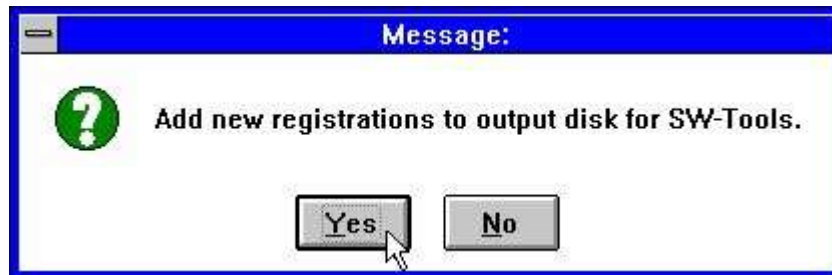 Message:
Add new registrations to output disk for SW-Tools.
Yes No